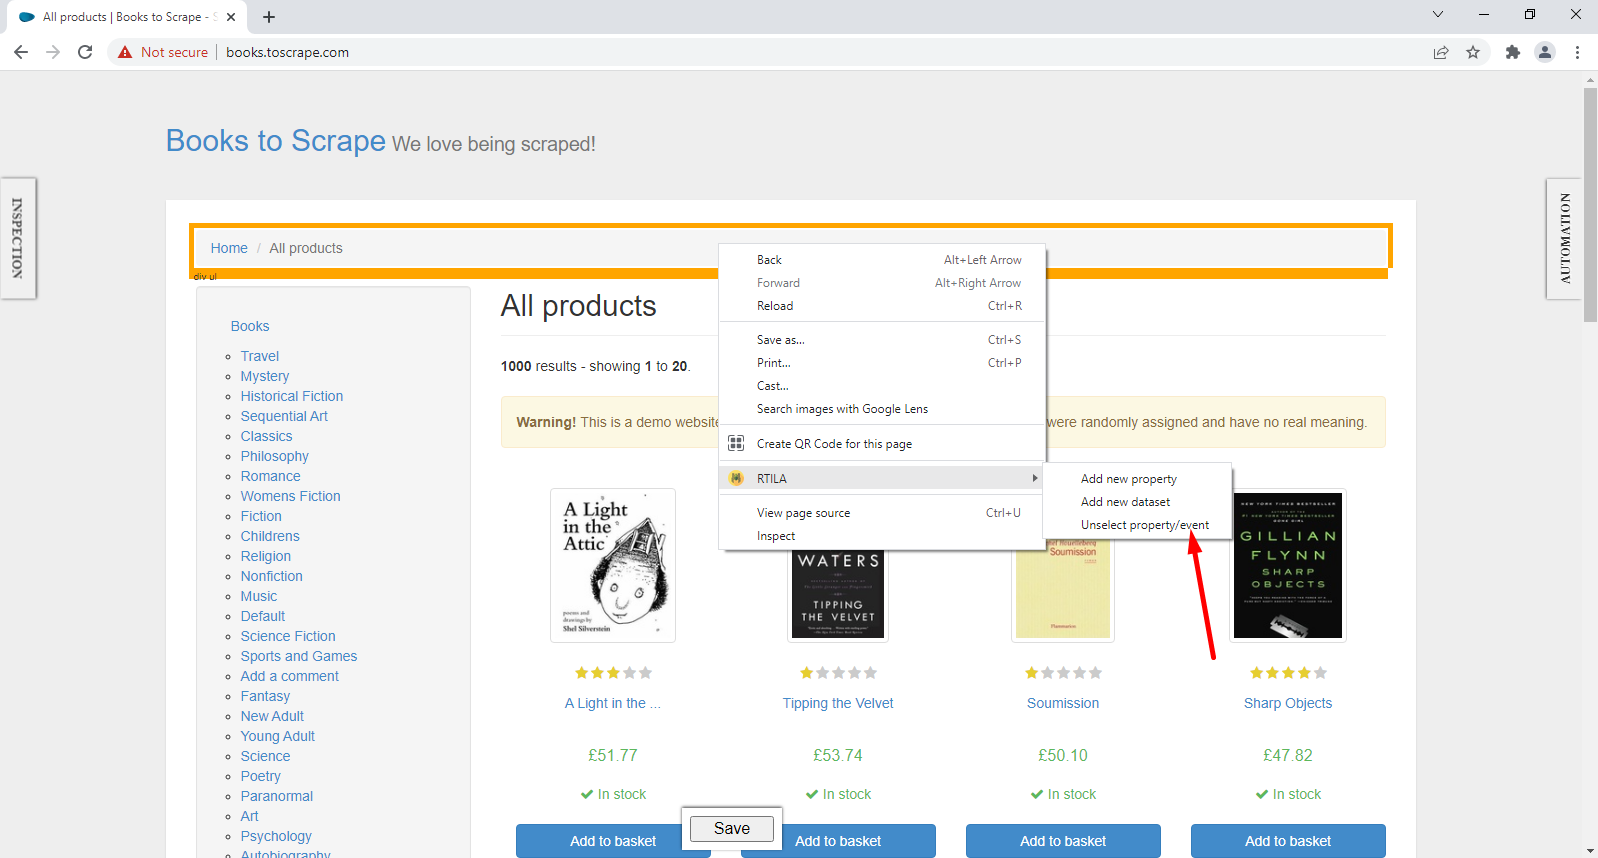 All products | Books to Scrape - S
Not secure
books.toscrape.com
Books to Scrape We love being scraped!
INSPECTION
AUTOMATION
Home / All products
div ul
Back Alt+Left Arrow
Forward Alt+Right Arrow
Reload Ctrl+R
Save as... Ctrl+S
Print... Ctrl+P
Cast...
Search images with Google Lens
Create QR Code for this page
RTILA
View page source Ctrl+U
Inspect
Add new property
Add new dataset
Unselect property/event
Books
Travel
Mystery
Historical Fiction
Sequential Art
Classics
Philosophy
Romance
Womens Fiction
Fiction
Childrens
Religion
Nonfiction
Music
Default
Science Fiction
Sports and Games
Add a comment
Fantasy
New Adult
Young Adult
Science
Poetry
Paranormal
Art
Psychology
Autobiography
All products
1000 results - showing 1 to 20.
Warning! This is a demo website
were randomly assigned and have no real meaning.
A Light
in the
Attic
poems and
drawings by
Shel Silverstein
WATERS
TIPPING
THE VELVET
Soumission
Flammarion
GILLIAN
FLYNN
SHARP
OBJECTS
A Light in the ...
Tipping the Velvet
Soumission
Sharp Objects
£51.77
£53.74
£50.10
£47.82
In stock
In stock
In stock
In stock
Add to basket
Add to basket
Add to basket
Add to basket
Save